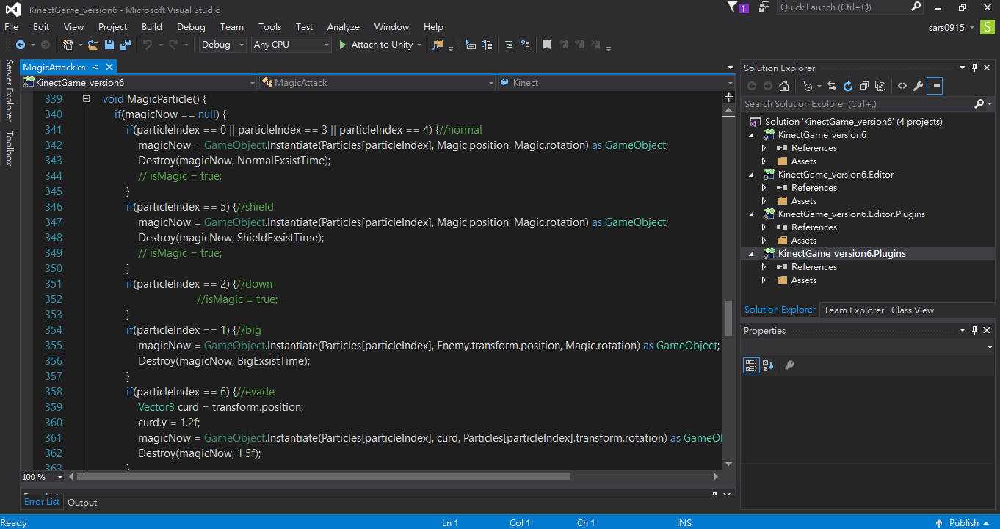 KinectGame_version6 - Microsoft Visual Studio
1
Quick Launch (Ctrl+Q)
File Edit View Project Build Debug Team Tools Test Analyze Window Help
sars0915
S
Debug Any CPU Attach to Unity
Server Explorer
Toolbox
MagicAttack.cs
KinectGame_version6 MagicAttack Kinect
339 void MagicParticle() {
340 if(magicNow == null) {
341 if(particleIndex == 0 || particleIndex == 3 || particleIndex == 4) {//normal
342 magicNow = GameObject.Instantiate(Particles[particleIndex], Magic.position, Magic.rotation) as GameObject;
343 Destroy(magicNow, NormalExsistTime);
344 // isMagic = true;
345 }
346 if(particleIndex == 5) {//shield
347 magicNow = GameObject.Instantiate(Particles[particleIndex], Magic.position, Magic.rotation) as GameObject;
348 Destroy(magicNow, ShieldExsistTime);
349 // isMagic = true;
350 }
351 if(particleIndex == 2) {//down
352 //isMagic = true;
353 }
354 if(particleIndex == 1) {//big
355 magicNow = GameObject.Instantiate(Particles[particleIndex], Enemy.transform.position, Magic.rotation) as GameObject;
356 Destroy(magicNow, BigExsistTime);
357 }
358 if(particleIndex == 6) {//evade
359 Vector3 curd = transform.position;
360 curd.y = 1.2f;
361 magicNow = GameObject.Instantiate(Particles[particleIndex], curd, Particles[particleIndex].transform.rotation) as GameOb
362 Destroy(magicNow, 1.5f);
363 }
100 %
Error List
Error List Output
Solution Explorer
Search Solution Explorer (Ctrl+;)
Solution 'KinectGame_version6' (4 projects)
KinectGame_version6
References
Assets
KinectGame_version6.Editor
References
Assets
KinectGame_version6.Editor.Plugins
References
Assets
KinectGame_version6.Plugins
References
Assets
Solution Explorer Team Explorer Class View
Properties
Ready Ln 1 Col 1 Ch 1 INS Publish